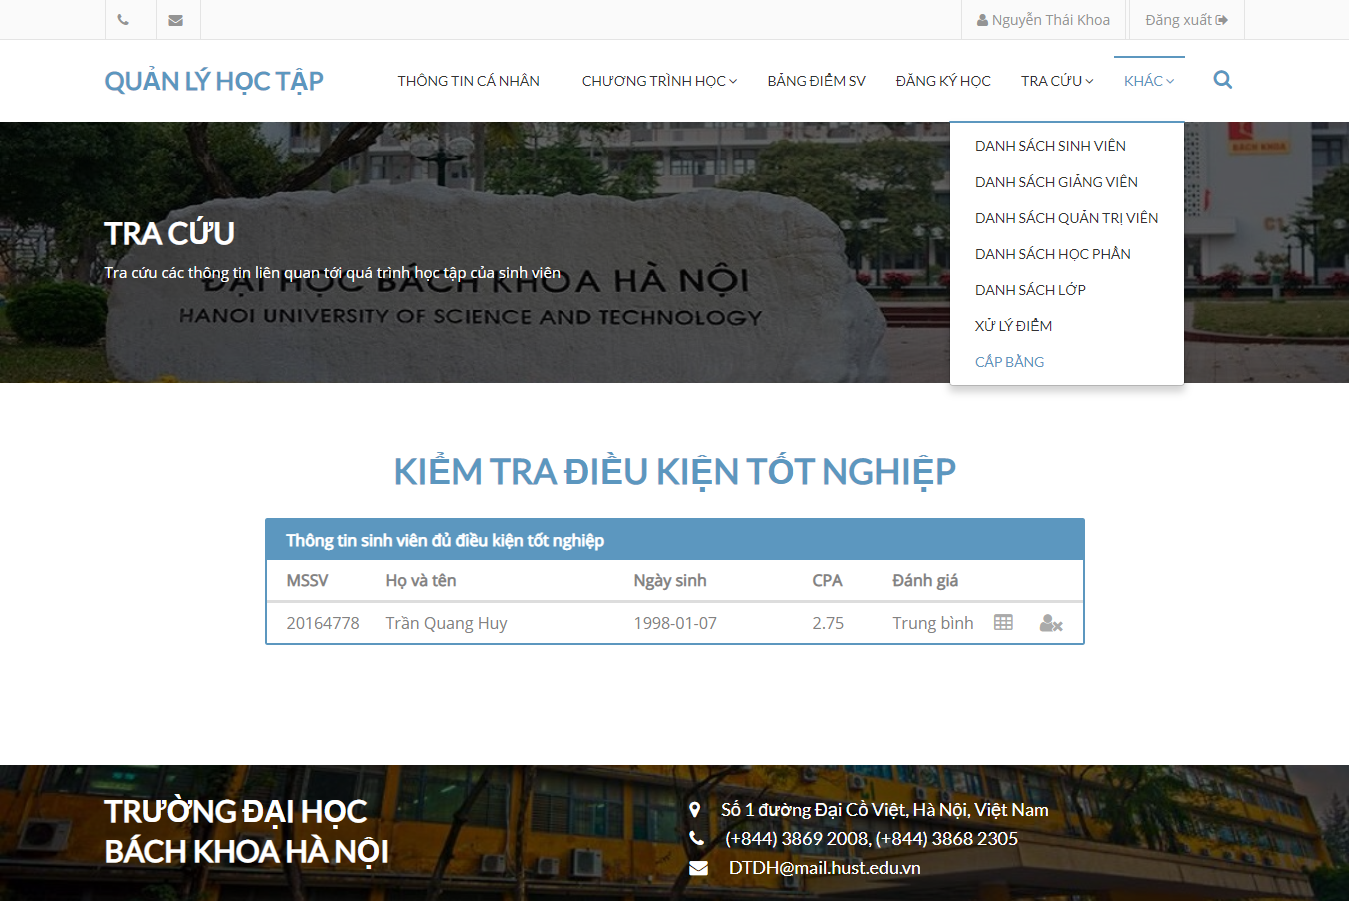 Nguyễn Thái Khoa
Đăng xuất
QUẢN LÝ HỌC TẬP
THÔNG TIN CÁ NHÂN
CHƯƠNG TRÌNH HỌC
BẢNG ĐIỂM SV
ĐĂNG KÝ HỌC
TRA CỨU
KHÁC
DANH SÁCH SINH VIÊN
DANH SÁCH GIẢNG VIÊN
DANH SÁCH QUẢN TRỊ VIÊN
DANH SÁCH HỌC PHẦN
DANH SÁCH LỚP
XỬ LÝ ĐIỂM
CẤP BẰNG
BÁCH KHOA
C1
TRA CỨU
Tra cứu các thông tin liên quan tới quá trình học tập của sinh viên
ĐẠI HỌC BÁCH KHOA HÀ NỘI
HANOI UNIVERSITY OF SCIENCE AND TECHNOLOGY
KIỂM TRA ĐIỀU KIỆN TỐT NGHIỆP
Thông tin sinh viên đủ điều kiện tốt nghiệp
MSSV Họ và tên Ngày sinh CPA Đánh giá
20164778 Trần Quang Huy 1998-01-07 2.75 Trung bình
TRƯỜNG ĐẠI HỌC
BÁCH KHOA HÀ NỘI
Số 1 đường Đại Cồ Việt, Hà Nội, Việt Nam
(+844) 3869 2008, (+844) 3868 2305
DTDH@mail.hust.edu.vn